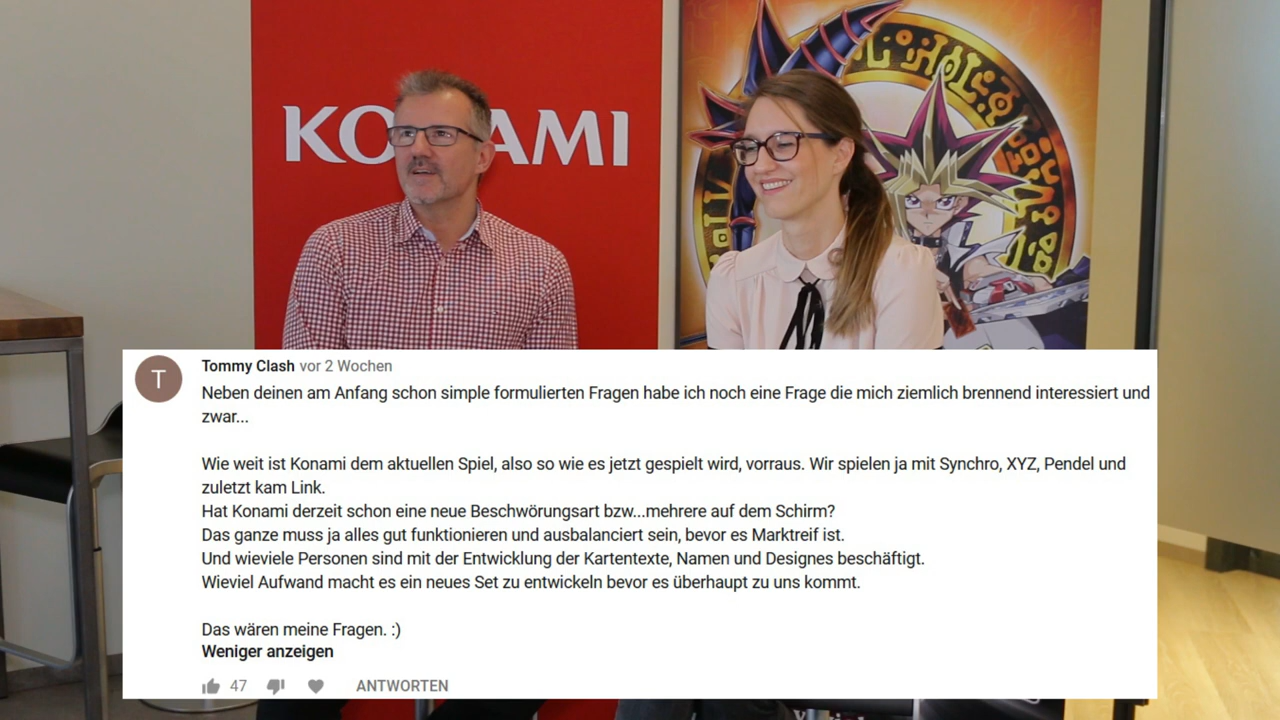 KONAMI
T
Tommy Clash vor 2 Wochen
Neben deinen am Anfang schon simple formulierten Fragen habe ich noch eine Frage die mich ziemlich brennend interessiert und
zwar...
Wie weit ist Konami dem aktuellen Spiel, also so wie es jetzt gespielt wird, vorraus. Wir spielen ja mit Synchro, XYZ, Pendel und
zuletzt kam Link.
Hat Konami derzeit schon eine neue Beschwörungsart bzw...mehrere auf dem Schirm?
Das ganze muss ja alles gut funktionieren und ausbalanciert sein, bevor es Marktreif ist.
Und wieviele Personen sind mit der Entwicklung der Kartentexte, Namen und Designes beschäftigt.
Wieviel Aufwand macht es ein neues Set zu entwickeln bevor es überhaupt zu uns kommt.
Das wären meine Fragen. :)
Weniger anzeigen
47 ANTWORTEN